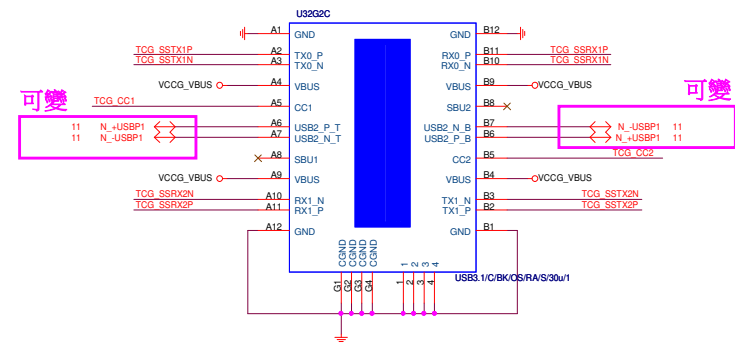 U32G2C
A1 GND GND B12
TCG_SSTX1P A2 TX0_P RX0_P B11 TCG_SSRX1P
TCG_SSTX1N A3 TX0_N RX0_N B10 TCG_SSRX1N
VCCG_VBUS A4 VBUS VBUS B9 VCCG_VBUS
可變 可變
TCG_CC1 A5 CC1 SBU2 B8
11 N_+USBP1 A6 USB2_P_T USB2_N_B B7 N_-USBP1 11
11 N_-USBP1 A7 USB2_N_T USB2_P_B B6 N_+USBP1 11
A8 SBU1 CC2 B5 TCG_CC2
VCCG_VBUS A9 VBUS VBUS B4 VCCG_VBUS
TCG_SSRX2N A10 RX1_N TX1_N B3 TCG_SSTX2N
TCG_SSRX2P A11 RX1_P TX1_P B2 TCG_SSTX2P
A12 GND GND B1
CGND CGND CGND CGND 1 2 3 4
USB3.1/C/BK/OS/RA/S/30u/1
G1 G2 G3 G4 1 2 3 4